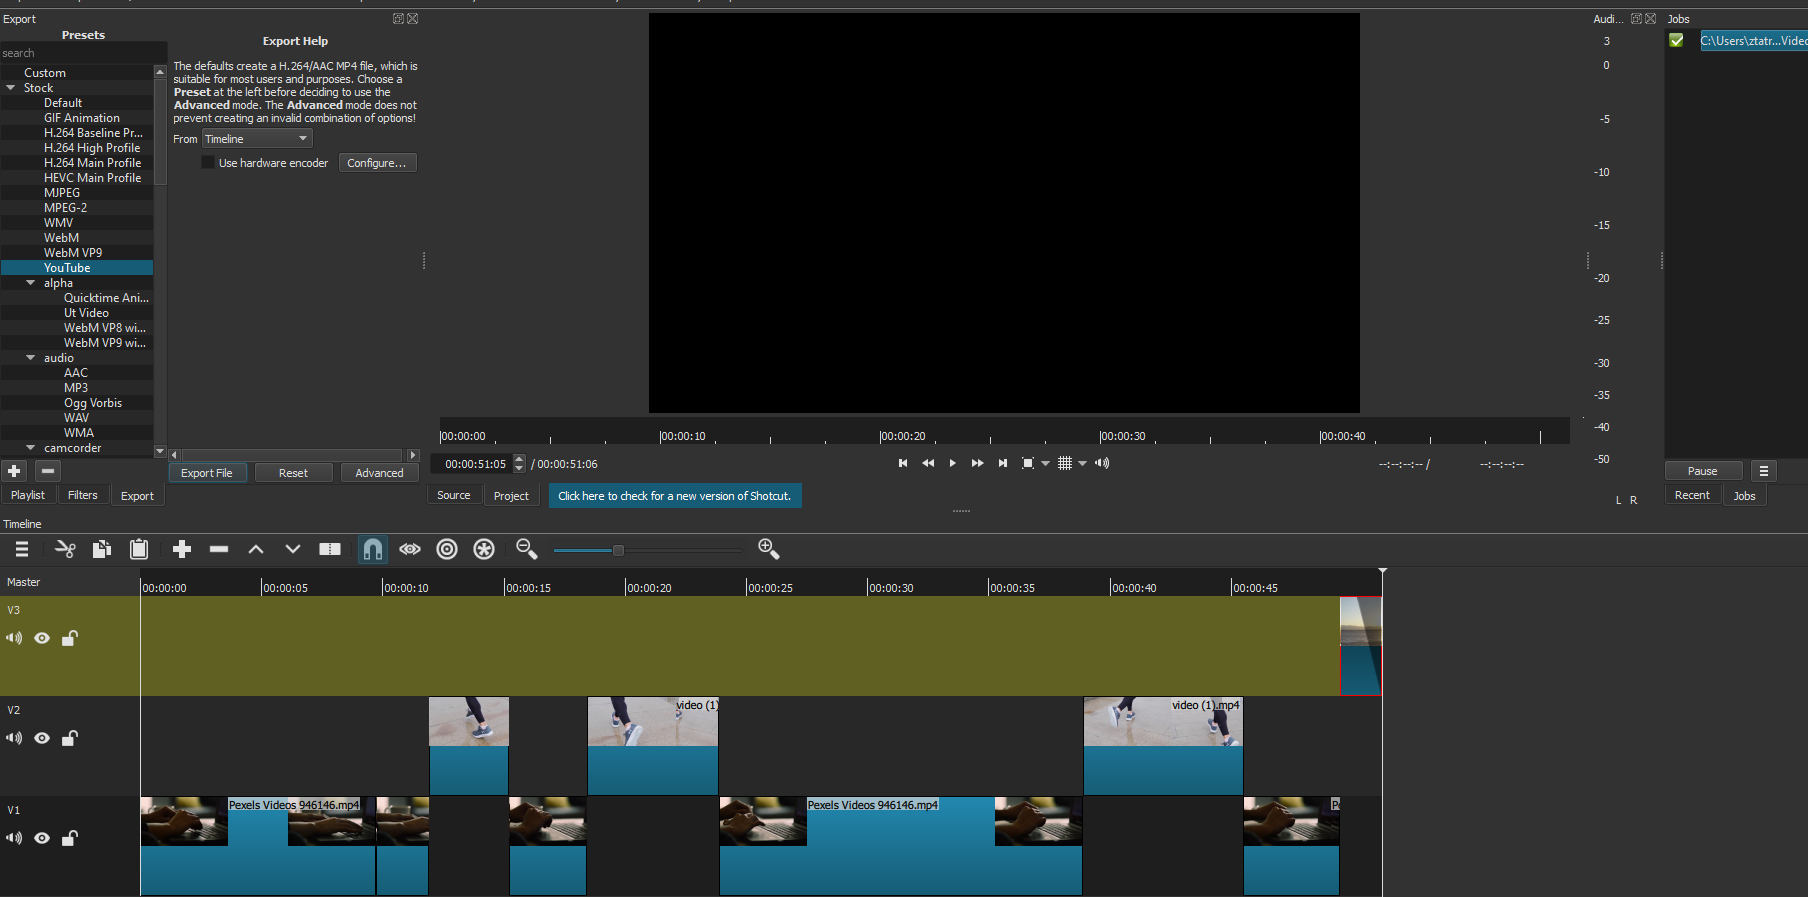 Export
Presets
search
Custom
Stock
Default
GIF Animation
H.264 Baseline Pr...
H.264 High Profile
H.264 Main Profile
HEVC Main Profile
MJPEG
MPEG-2
WMV
WebM
WebM VP9
YouTube
alpha
Quicktime Ani...
Ut Video
WebM VP8 wi...
WebM VP9 wi...
audio
AAC
MP3
Ogg Vorbis
WAV
WMA
camcorder
Playlist Filters Export
Export Help
The defaults create a H.264/AAC MP4 file, which is
suitable for most users and purposes. Choose a
Preset at the left before deciding to use the
Advanced mode. The Advanced mode does not
prevent creating an invalid combination of options!
From Timeline
Use hardware encoder Configure...
Export File Reset Advanced
00:00:00 00:00:10 00:00:20 00:00:30 00:00:40
00:00:51:05 / 00:00:51:06
--:--:--:-- / --:--:--:--
Source Project Click here to check for a new version of Shotcut.
Audi...
3
0
-5
-10
-15
-20
-25
-30
-35
-40
-50
L R
Jobs
C:\Users\ztatr...Video
Pause
Recent Jobs
Timeline
Master
00:00:00 00:00:05 00:00:10 00:00:15 00:00:20 00:00:25 00:00:30 00:00:35 00:00:40 00:00:45
V3
V2
video (1) video (1).mp4
V1
Pexels Videos 946146.mp4 Pexels Videos 946146.mp4